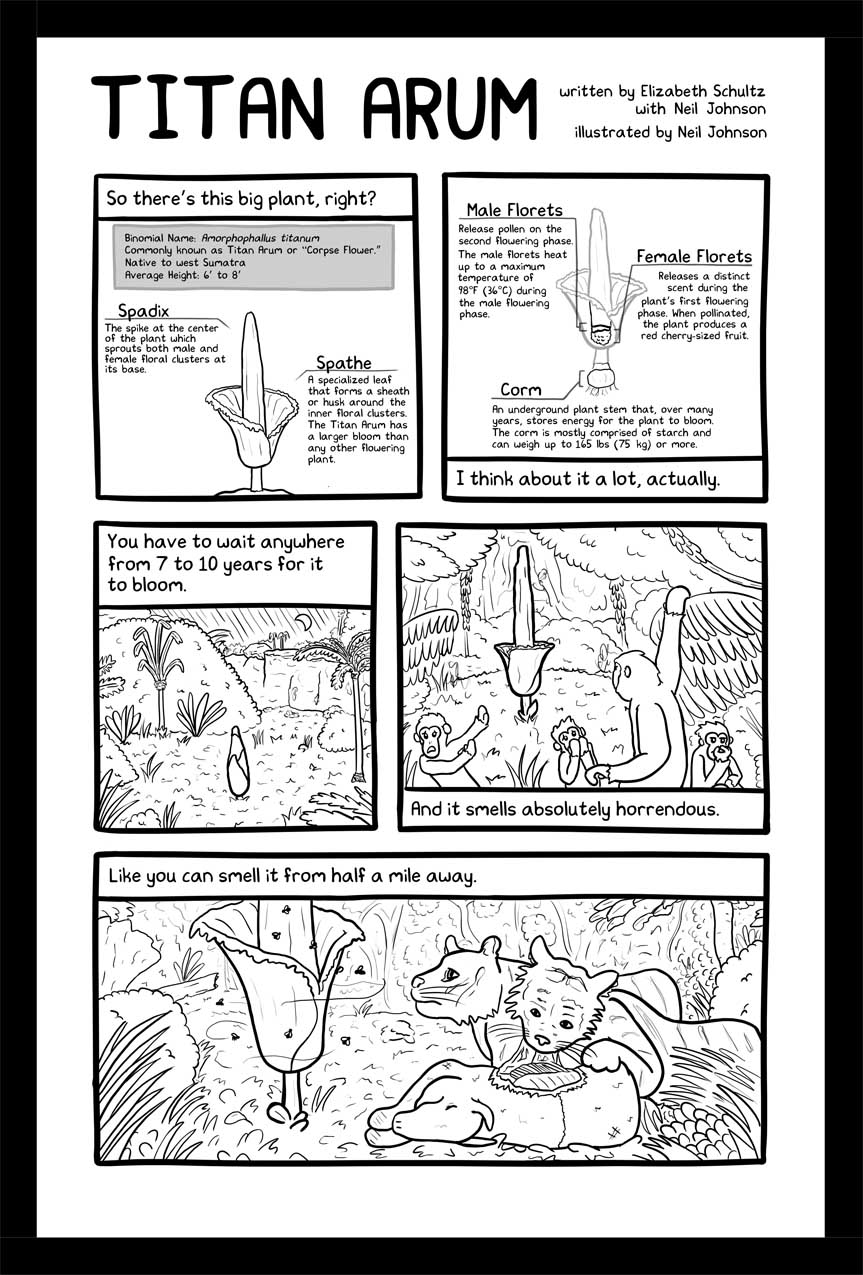 TITAN ARUM
written by Elizabeth Schultz
with Neil Johnson
illustrated by Neil Johnson
So there's this big plant, right?
Binomial Name: Amorphophallus titanum
Commonly known as Titan Arum or "Corpse Flower."
Native to west Sumatra
Average Height: 6' to 8'
Spadix
The spike at the center
of the plant which
sprouts both male and
female floral clusters at
its base.
Spathe
A specialized leaf
that forms a sheath
or husk around the
inner floral clusters.
The Titan Arum has
a larger bloom than
any other flowering
plant.
Male Florets
Release pollen on the
second flowering phase.
The male florets heat
up to a maximum
temperature of
98°F (36°C) during
the male flowering
phase.
Female Florets
Releases a distinct
scent during the
plant's first flowering
phase. When pollinated,
the plant produces a
red cherry-sized fruit.
Corm
An underground plant stem that, over many
years, stores energy for the plant to bloom.
The corm is mostly comprised of starch and
can weigh up to 165 lbs (75 kg) or more.
I think about it a lot, actually.
You have to wait anywhere
from 7 to 10 years for it
to bloom.
And it smells absolutely horrendous.
Like you can smell it from half a mile away.